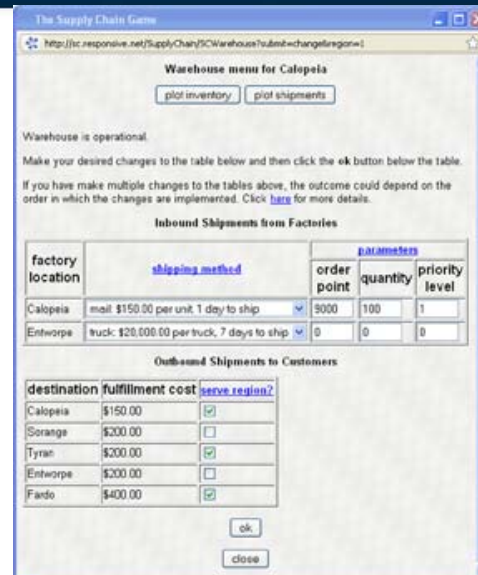 The Supply Chain Game
http://sc.responsive.net/SupplyChain/SCWarehouse?submit=change&region=1
Warehouse menu for Calopeia
plot inventory plot shipments
Warehouse is operational.
Make your desired changes to the table below and then click the ok button below the table.
If you have make multiple changes to the tables above, the outcome could depend on the
order in which the changes are implemented. Click here for more details.
Inbound Shipments from Factories
factory location shipping method parameters
order point quantity priority level
Calopeia mail: $150.00 per unit, 1 day to ship 9000 100 1
Entworpe truck: $20,000.00 per truck, 7 days to ship 0 0 0
Outbound Shipments to Customers
destination fulfillment cost serve region?
Calopeia $150.00
Sorange $200.00
Tyran $200.00
Entworpe $200.00
Fardo $400.00
ok
close